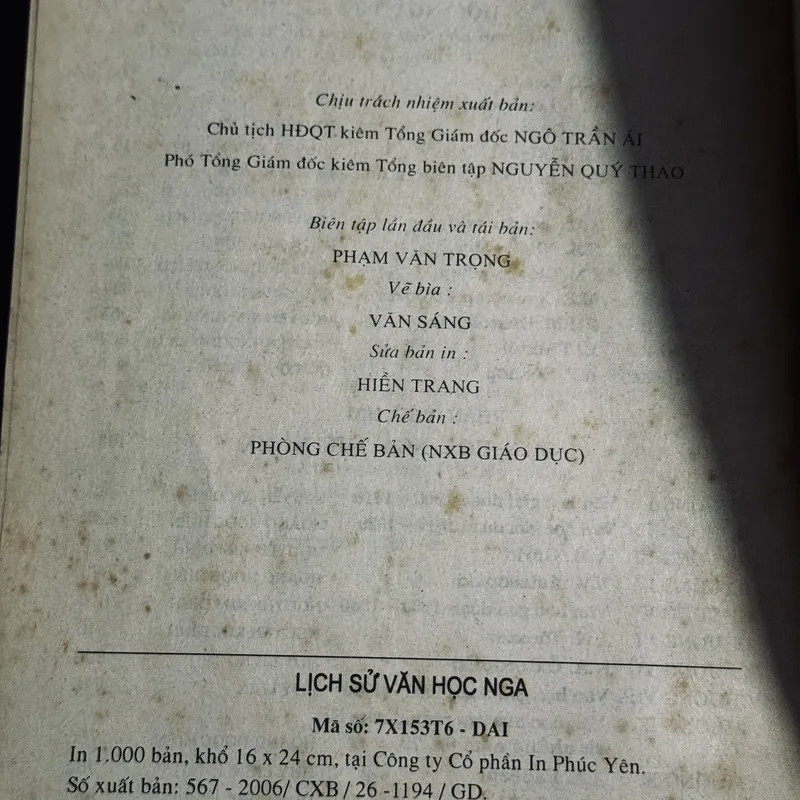 Chịu trách nhiệm xuất bản:
Chủ tịch HĐQT kiêm Tổng Giám đốc NGÔ TRẦN ÁI
Phó Tổng Giám đốc kiêm Tổng biên tập NGUYỄN QUÝ THAO
Biên tập lần đầu và tái bản:
PHẠM VĂN TRỌNG
Vẽ bìa :
VĂN SÁNG
Sửa bản in :
HIỀN TRANG
Chế bản :
PHÒNG CHẾ BẢN (NXB GIÁO DỤC)
LỊCH SỬ VĂN HỌC NGA
Mã số: 7X153T6 - DAI
In 1.000 bản, khổ 16 x 24 cm, tại Công ty Cổ phần In Phúc Yên.
Số xuất bản: 567 - 2006/ CXB / 26 -1194 / GD.